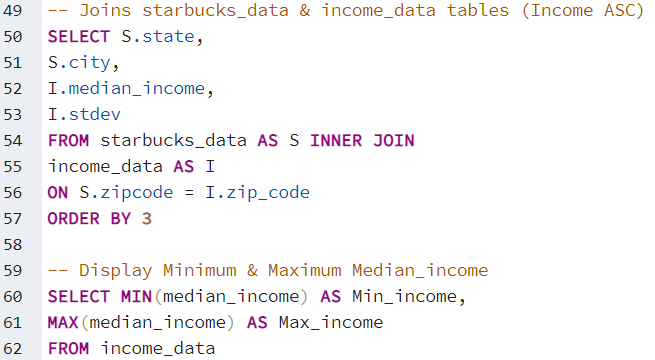 49 -- Joins starbucks_data & income_data tables (Income ASC)
50 SELECT S.state,
51 S.city,
52 I.median_income,
53 I.stdev
54 FROM starbucks_data AS S INNER JOIN
55 income_data AS I
56 ON S.zipcode = I.zip_code
57 ORDER BY 3
58
59 -- Display Minimum & Maximum Median_income
60 SELECT MIN(median_income) AS Min_income,
61 MAX(median_income) AS Max_income
62 FROM income_data